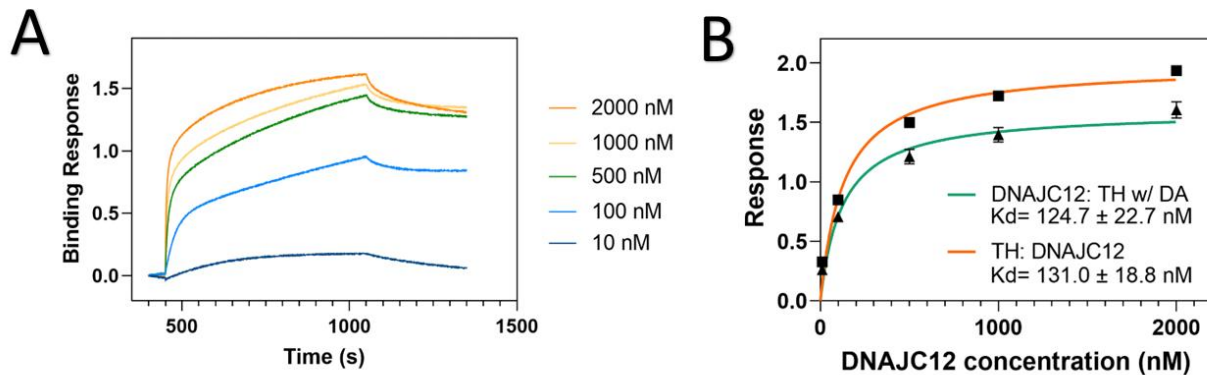 A
Binding Response
1.5
1.0
0.5
0.0
500
1000
1500
Time (s)
2000 nM
1000 nM
500 nM
100 nM
10 nM
B
Response
2.0
1.5
1.0
0.5
0.0
0
1000
2000
DNAJC12 concentration (nM)
DNAJC12: TH w/ DA
Kd= 124.7 ± 22.7 nM
TH: DNAJC12
Kd= 131.0 ± 18.8 nM